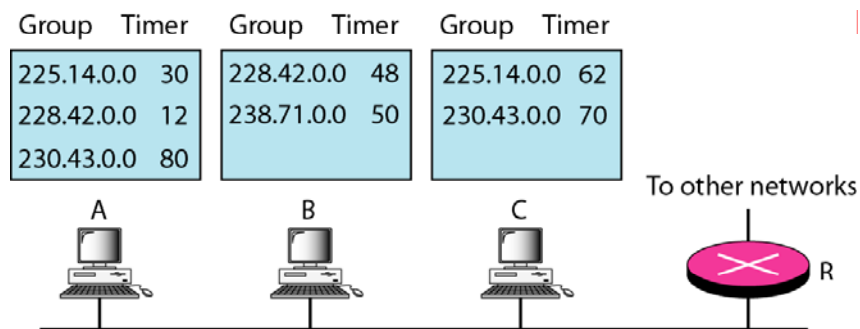 Group Timer Group Timer Group Timer
225.14.0.0 30 228.42.0.0 48 225.14.0.0 62
228.42.0.0 12 238.71.0.0 50 230.43.0.0 70
230.43.0.0 80
To other networks
A B C
R